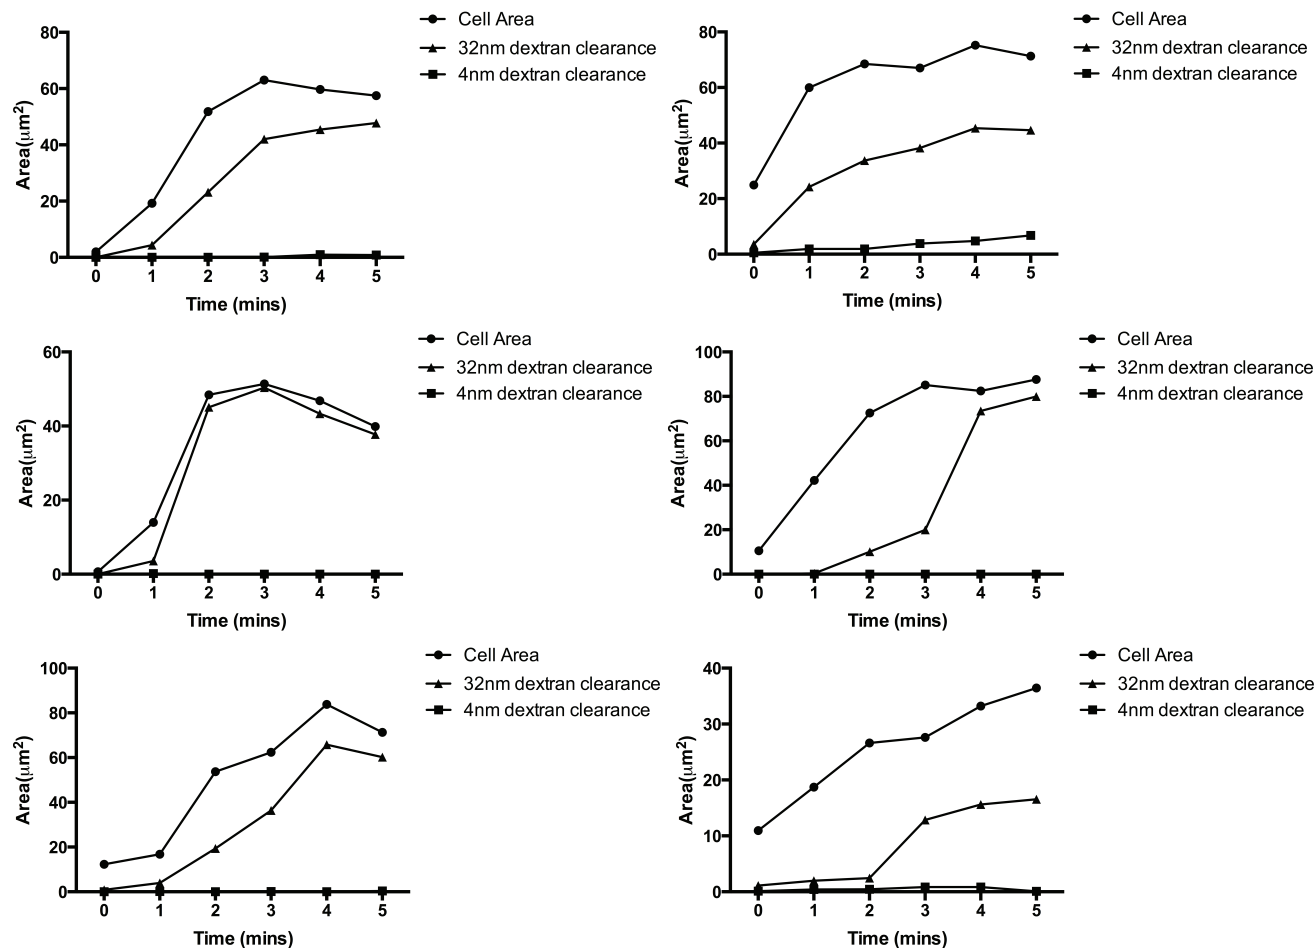 Cell Area
32nm dextran clearance
4nm dextran clearance
80
60
40
20
0
Area(μm²)
0 1 2 3 4 5
Time (mins)
Cell Area
32nm dextran clearance
4nm dextran clearance
80
60
40
20
0
Area(μm²)
0 1 2 3 4 5
Time (mins)
Cell Area
32nm dextran clearance
4nm dextran clearance
60
40
20
0
Area(μm²)
0 1 2 3 4 5
Time (mins)
Cell Area
32nm dextran clearance
4nm dextran clearance
100
80
60
40
20
0
Area(μm²)
0 1 2 3 4 5
Time (mins)
Cell Area
32nm dextran clearance
4nm dextran clearance
100
80
60
40
20
0
Area(μm²)
0 1 2 3 4 5
Time (mins)
Cell Area
32nm dextran clearance
4nm dextran clearance
40
30
20
10
0
Area(μm²)
0 1 2 3 4 5
Time (mins)